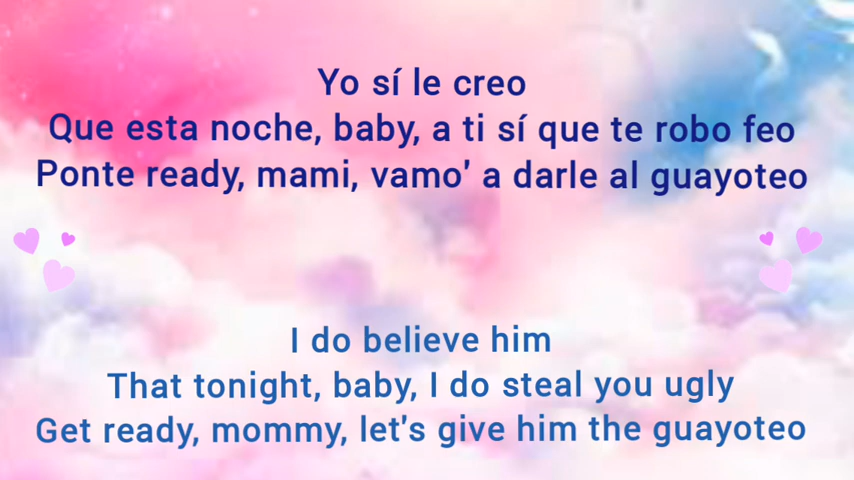 Yo sí le creo
Que esta noche, baby, a ti sí que te robo feo
Ponte ready, mami, vamo' a darle al guayoteo
I do believe him
That tonight, baby, I do steal you ugly
Get ready, mommy, let's give him the guayoteo